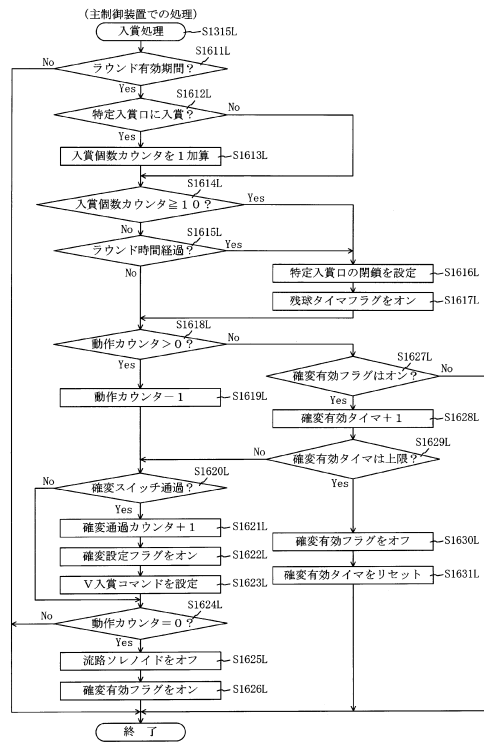 (主制御装置での処理)
入賞処理
S1315L
S1611L
ラウンド有効期間?
No
Yes
S1612L
特定入賞口に入賞?
No
Yes
入賞個数カウンタを1加算
S1613L
S1614L
入賞個数カウンタ≧10?
Yes
No
S1615L
ラウンド時間経過?
Yes
No
特定入賞口の閉鎖を設定
S1616L
残球タイマフラグをオン
S1617L
S1618L
動作カウンタ>0?
No
Yes
S1627L
確変有効フラグはオン?
No
Yes
動作カウンタ-1
S1619L
確変有効タイマ+1
S1628L
S1629L
確変有効タイマは上限?
No
Yes
S1620L
確変スイッチ通過?
No
Yes
確変通過カウンタ+1
S1621L
確変設定フラグをオン
S1622L
確変有効フラグをオフ
S1630L
V入賞コマンドを設定
S1623L
確変有効タイマをリセット
S1631L
S1624L
動作カウンタ=0?
No
Yes
流路ソレノイドをオフ
S1625L
確変有効フラグをオン
S1626L
終 了